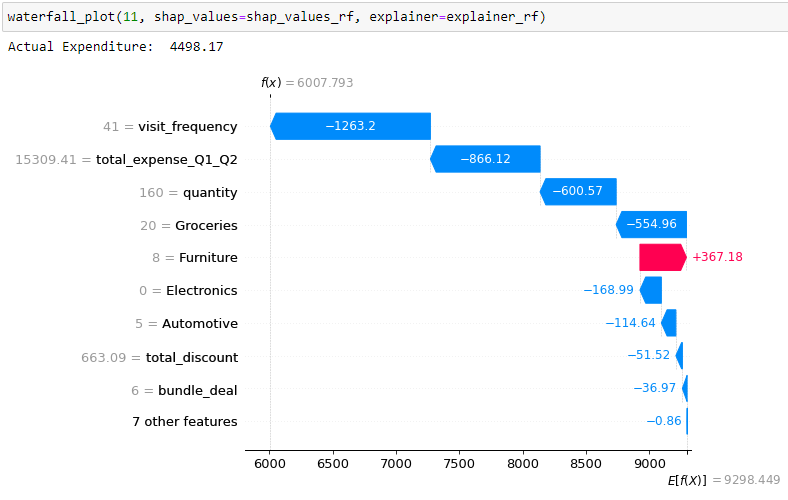 waterfall_plot(11, shap_values=shap_values_rf, explainer=explainer_rf)
Actual Expenditure:  4498.17
f(x) = 6007.793
41 = visit_frequency −1263.2
15309.41 = total_expense_Q1_Q2 −866.12
160 = quantity −600.57
20 = Groceries −554.96
8 = Furniture +367.18
0 = Electronics −168.99
5 = Automotive −114.64
663.09 = total_discount −51.52
6 = bundle_deal −36.97
7 other features −0.86
6000 6500 7000 7500 8000 8500 9000
E[f(X)] = 9298.449